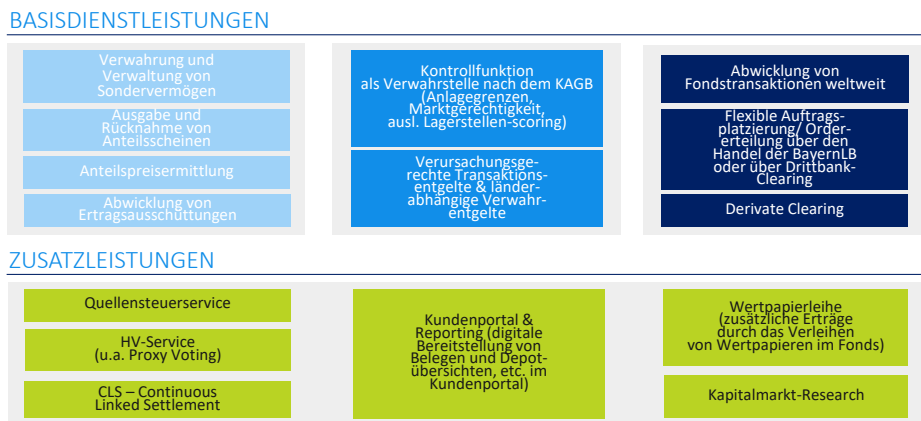 BASISDIENSTLEISTUNGEN
Verwahrung und
Verwaltung von
Sondervermögen
Ausgabe und
Rücknahme von
Anteilsscheinen
Anteilspreisermittlung
Abwicklung von
Ertragsausschüttungen
Kontrollfunktion
als Verwahrstelle nach dem KAGB
(Anlagegrenzen,
Marktgerechtigkeit,
ausl. Lagerstellen-scoring)
Verursachungsge-
rechte Transaktions-
entgelte & länder-
abhängige Verwahr-
entgelte
Abwicklung von
Fondstransaktionen weltweit
Flexible Auftrags-
platzierung/ Order-
erteilung über den
Handel der BayernLB
oder über Drittbank-
Clearing
Derivate Clearing
ZUSATZLEISTUNGEN
Quellensteuerservice
HV-Service
(u.a. Proxy Voting)
CLS – Continuous
Linked Settlement
Kundenportal &
Reporting (digitale
Bereitstellung von
Belegen und Depot-
übersichten, etc. im
Kundenportal)
Wertpapierleihe
(zusätzliche Erträge
durch das Verleihen
von Wertpapieren im Fonds)
Kapitalmarkt-Research